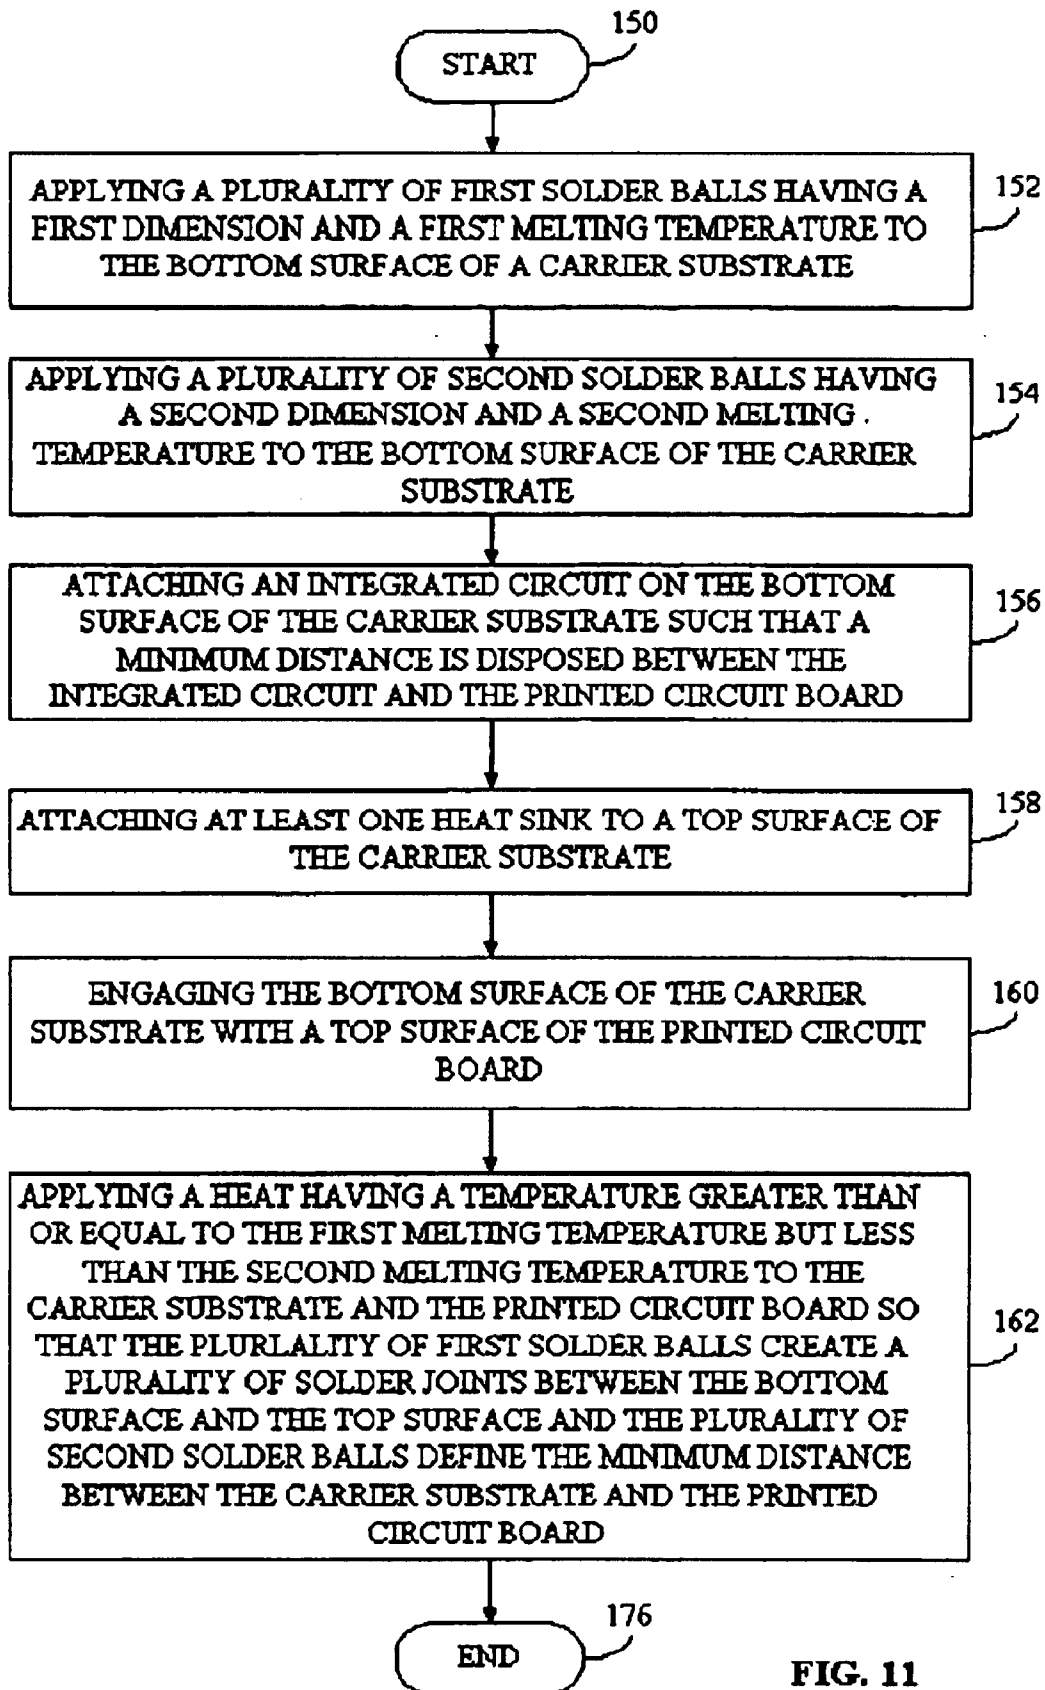 150
START
152
APPLYING A PLURALITY OF FIRST SOLDER BALLS HAVING A
FIRST DIMENSION AND A FIRST MELTING TEMPERATURE TO
THE BOTTOM SURFACE OF A CARRIER SUBSTRATE
154
APPLYING A PLURALITY OF SECOND SOLDER BALLS HAVING
A SECOND DIMENSION AND A SECOND MELTING
TEMPERATURE TO THE BOTTOM SURFACE OF THE CARRIER
SUBSTRATE
156
ATTACHING AN INTEGRATED CIRCUIT ON THE BOTTOM
SURFACE OF THE CARRIER SUBSTRATE SUCH THAT A
MINIMUM DISTANCE IS DISPOSED BETWEEN THE
INTEGRATED CIRCUIT AND THE PRINTED CIRCUIT BOARD
158
ATTACHING AT LEAST ONE HEAT SINK TO A TOP SURFACE OF
THE CARRIER SUBSTRATE
160
ENGAGING THE BOTTOM SURFACE OF THE CARRIER
SUBSTRATE WITH A TOP SURFACE OF THE PRINTED CIRCUIT
BOARD
162
APPLYING A HEAT HAVING A TEMPERATURE GREATER THAN
OR EQUAL TO THE FIRST MELTING TEMPERATURE BUT LESS
THAN THE SECOND MELTING TEMPERATURE TO THE
CARRIER SUBSTRATE AND THE PRINTED CIRCUIT BOARD SO
THAT THE PLURLALITY OF FIRST SOLDER BALLS CREATE A
PLURALITY OF SOLDER JOINTS BETWEEN THE BOTTOM
SURFACE AND THE TOP SURFACE AND THE PLURALITY OF
SECOND SOLDER BALLS DEFINE THE MINIMUM DISTANCE
BETWEEN THE CARRIER SUBSTRATE AND THE PRINTED
CIRCUIT BOARD
176
END
FIG. 11